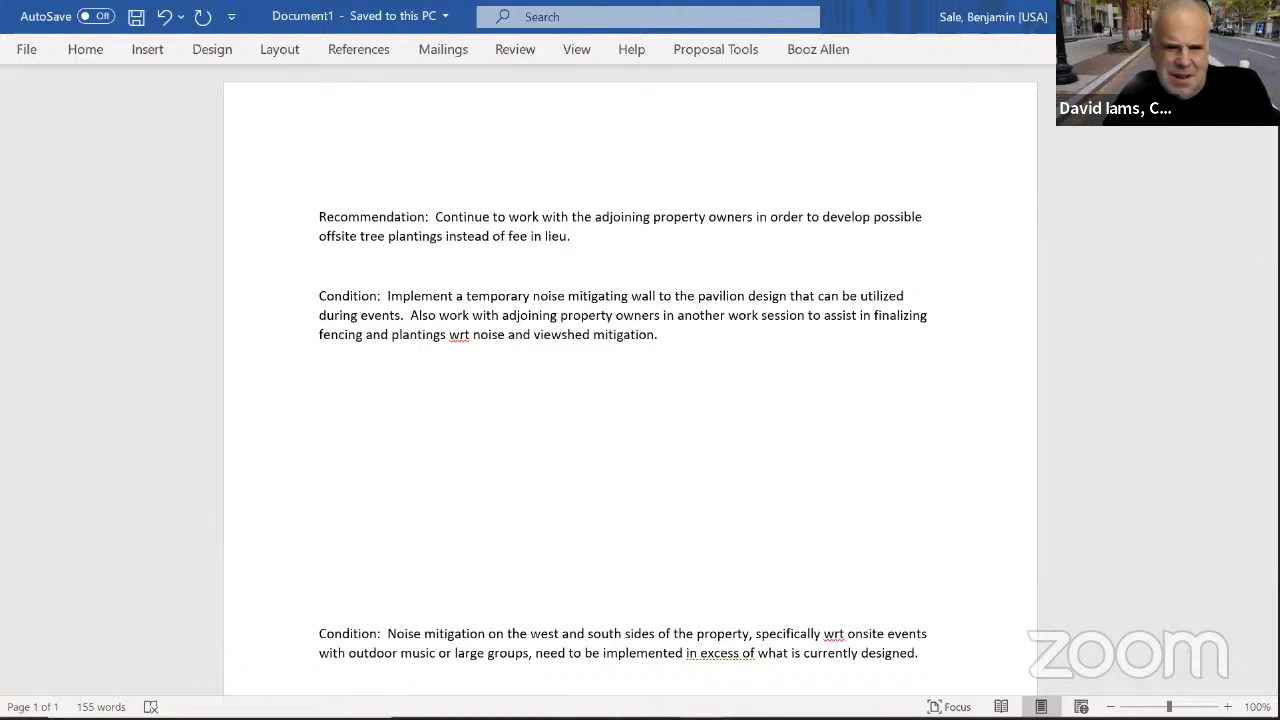 AutoSave Off Document1 - Saved to this PC Search Sale, Benjamin [USA]
File Home Insert Design Layout References Mailings Review View Help Proposal Tools Booz Allen
David Iams, C...
Recommendation: Continue to work with the adjoining property owners in order to develop possible
offsite tree plantings instead of fee in lieu.
Condition: Implement a temporary noise mitigating wall to the pavilion design that can be utilized
during events. Also work with adjoining property owners in another work session to assist in finalizing
fencing and plantings wrt noise and viewshed mitigation.
Condition: Noise mitigation on the west and south sides of the property, specifically wrt onsite events
with outdoor music or large groups, need to be implemented in excess of what is currently designed.
zoom
Page 1 of 1 155 words Focus 100%